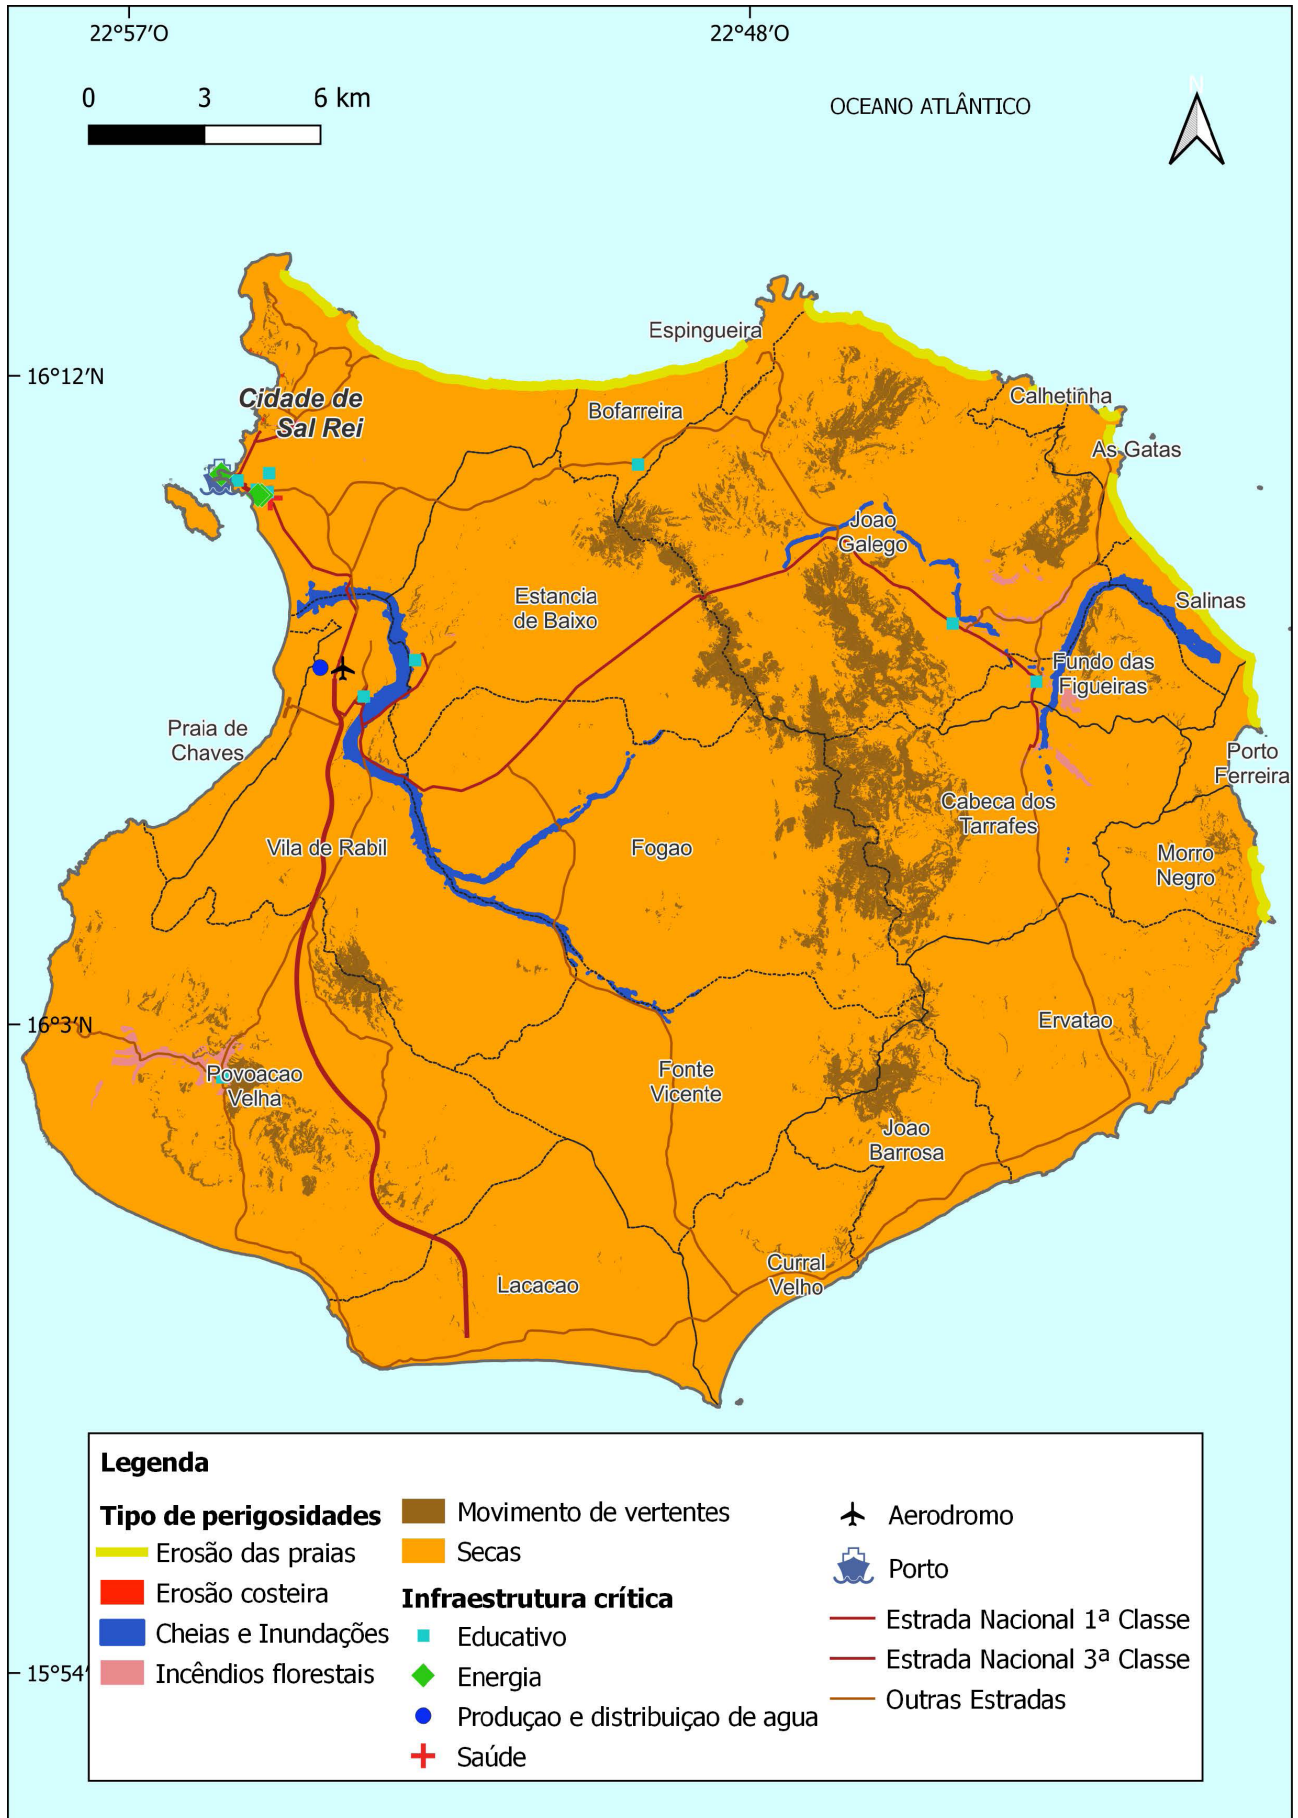 22°57′O
22°48′O
0 3 6 km
OCEANO ATLÂNTICO
N
Espingueira
16°12′N
Cidade de
Sal Rei
Bofarreira
Calhetinha
As Gatas
Joao
Galego
Estancia
de Baixo
Salinas
Fundo das
Figueiras
Praia de
Chaves
Porto
Ferreira
Cabeca dos
Tarrafes
Vila de Rabil
Fogao
Morro
Negro
16°3′N
Ervatao
Povoacao
Velha
Fonte
Vicente
Joao
Barrosa
Curral
Velho
Lacacao
15°54′
Legenda
Tipo de perigosidades
Erosão das praias
Erosão costeira
Cheias e Inundações
Incêndios florestais
Movimento de vertentes
Secas
Infraestrutura crítica
Educativo
Energia
Produçao e distribuiçao de agua
Saúde
Aerodromo
Porto
Estrada Nacional 1ª Classe
Estrada Nacional 3ª Classe
Outras Estradas